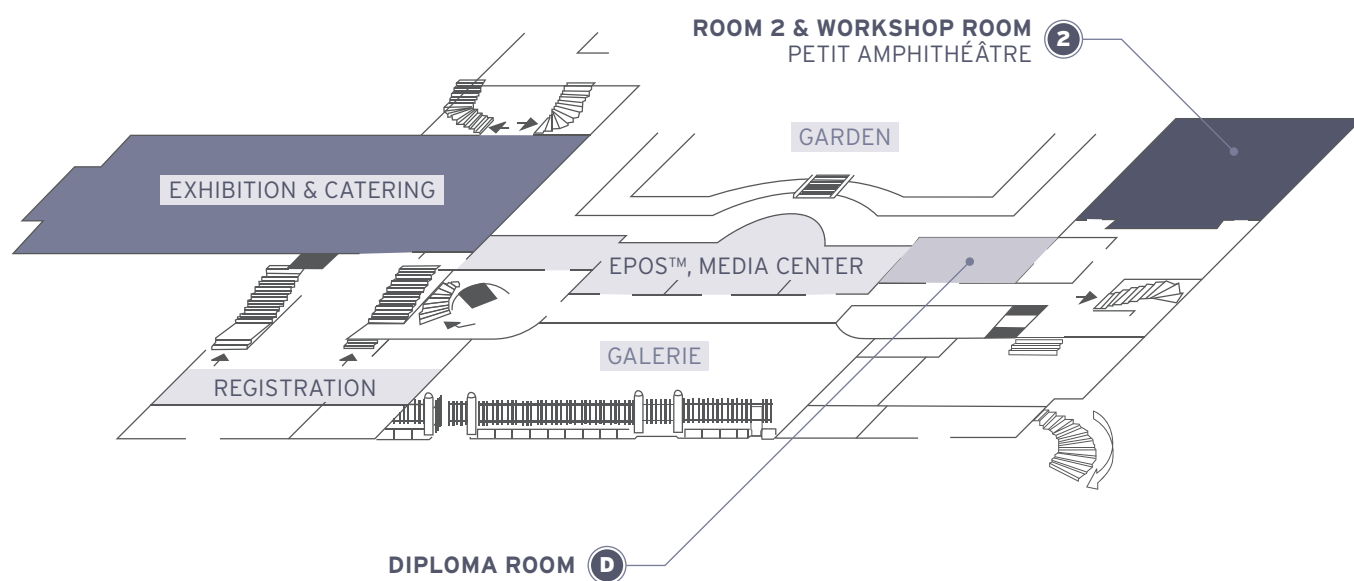 ROOM 2 & WORKSHOP ROOM
PETIT AMPHITHÉÂTRE
2
GARDEN
EXHIBITION & CATERING
EPOS™, MEDIA CENTER
GALERIE
REGISTRATION
DIPLOMA ROOM D